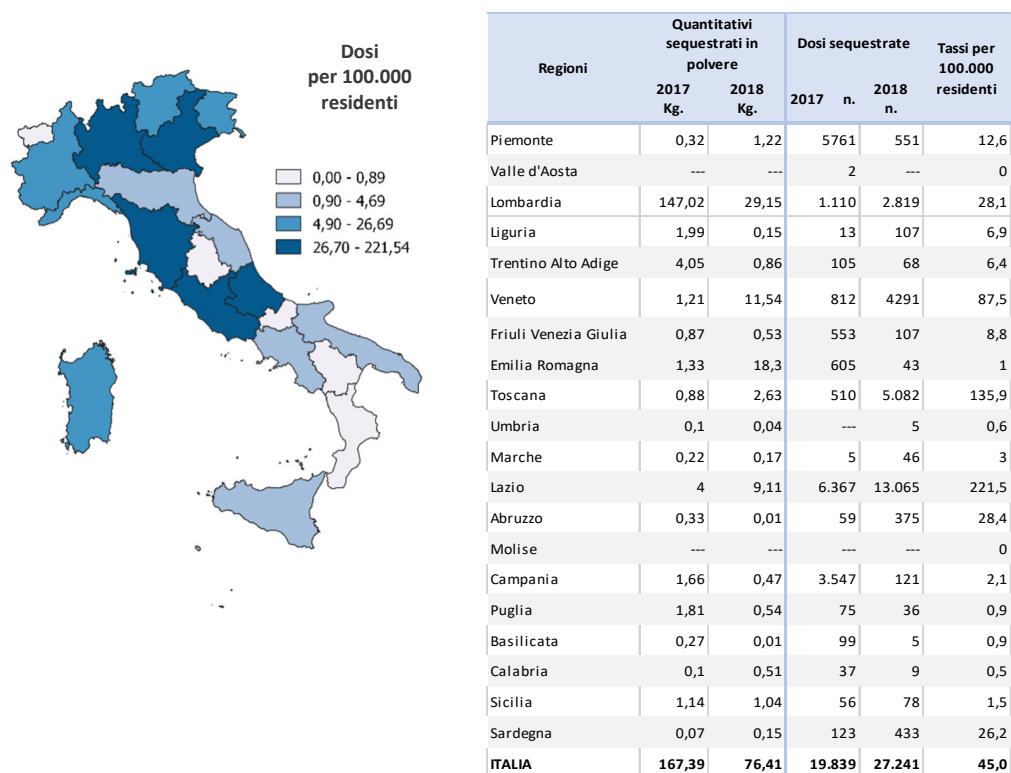 Dosi
per 100.000
residenti
0,00 - 0,89
0,90 - 4,69
4,90 - 26,69
26,70 - 221,54
Regioni
Quantitativi
sequestrati in
polvere
Dosi sequestrate
Tassi per
100.000
residenti
2017
Kg.
2018
Kg.
2017 n.
2018
n.
Piemonte 0,32 1,22 5761 551 12,6
Valle d'Aosta --- --- 2 --- 0
Lombardia 147,02 29,15 1.110 2.819 28,1
Liguria 1,99 0,15 13 107 6,9
Trentino Alto Adige 4,05 0,86 105 68 6,4
Veneto 1,21 11,54 812 4291 87,5
Friuli Venezia Giulia 0,87 0,53 553 107 8,8
Emilia Romagna 1,33 18,3 605 43 1
Toscana 0,88 2,63 510 5.082 135,9
Umbria 0,1 0,04 --- 5 0,6
Marche 0,22 0,17 5 46 3
Lazio 4 9,11 6.367 13.065 221,5
Abruzzo 0,33 0,01 59 375 28,4
Molise --- --- --- --- 0
Campania 1,66 0,47 3.547 121 2,1
Puglia 1,81 0,54 75 36 0,9
Basilicata 0,27 0,01 99 5 0,9
Calabria 0,1 0,51 37 9 0,5
Sicilia 1,14 1,04 56 78 1,5
Sardegna 0,07 0,15 123 433 26,2
ITALIA 167,39 76,41 19.839 27.241 45,0